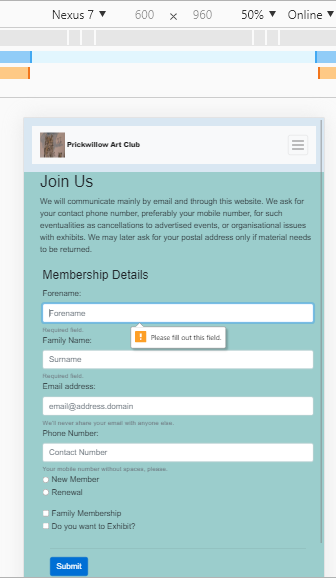 Nexus 7 ▼ 600 × 960 50% ▼ Online ▼
Prickwillow Art Club
Join Us
We will communicate mainly by email and through this website. We ask for
your contact phone number, preferably your mobile number, for such
eventualities as cancellations to advertised events, or organisational issues
with exhibits. We may later ask for your postal address only if material needs
to be returned.
Membership Details
Forename:
Forename
Please fill out this field.
Required field.
Family Name:
Surname
Required field.
Email address:
email@address.domain
We'll never share your email with anyone else.
Phone Number:
Contact Number
Your mobile number without spaces, please.
New Member
Renewal
Family Membership
Do you want to Exhibit?
Submit